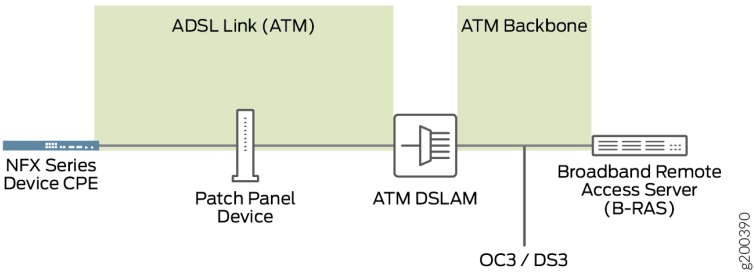 ADSL Link (ATM)
ATM Backbone
NFX Series
Device CPE
Patch Panel
Device
ATM DSLAM
Broadband Remote
Access Server
(B-RAS)
OC3 / DS3
g200390